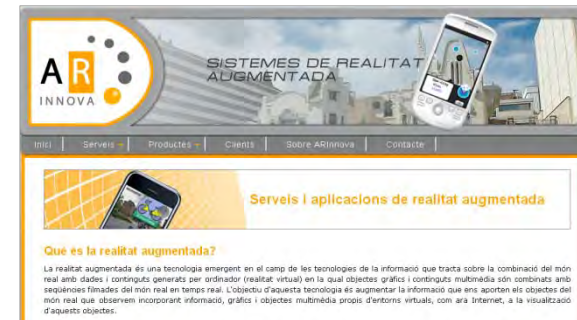 AR
INNOVA
SISTEMES DE REALITAT
AUGMENTADA
Inici
Serveis
Productes
Clients
Sobre ARInnova
Contacte
Serveis i aplicacions de realitat augmentada
Qué és la realitat augmentada?
La realitat augmentada és una tecnologia emergent en el camp de les tecnologies de la informació que tracta sobre la combinació del món
real amb dades i continguts generats per ordinador (realitat virtual) en la qual objectes gràfics i continguts multimèdia són combinats amb
seqüències filmades del món real en temps real. L'objectiu d'aquesta tecnologia és augmentar la informació que ens aporten els objectes del
món real que observem incorporant informació, gràfics i objectes multimèdia propis d'entorns virtuals, com ara Internet, a la visualització
d'aquests objectes.